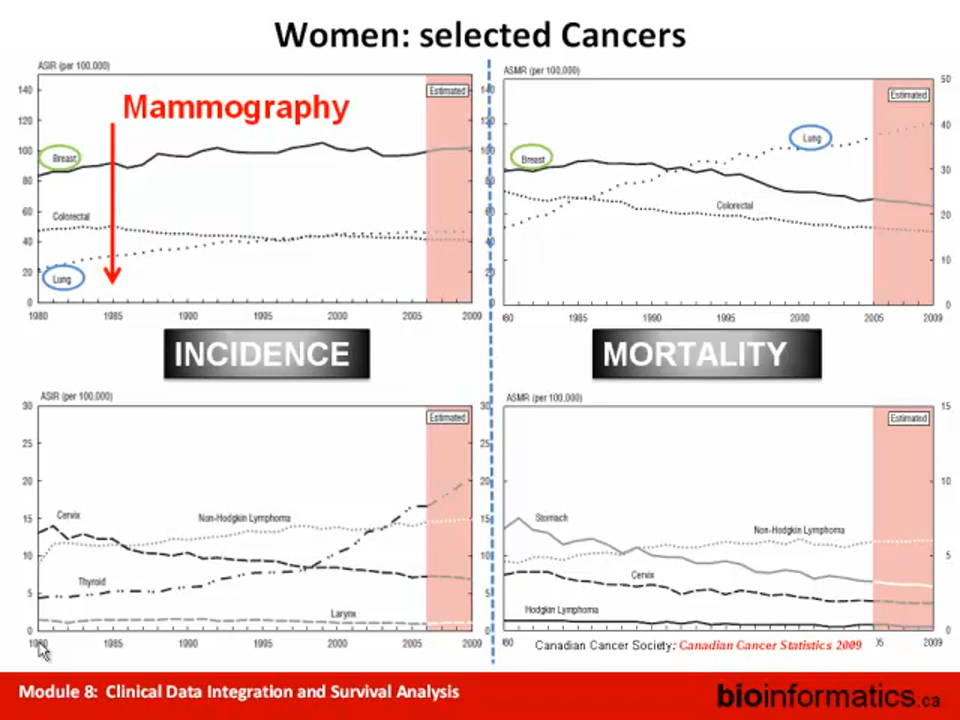 Women: selected Cancers
ASIR (per 100,000)
140
120
100
80
60
40
20
0
Mammography
Estimated
Breast
Colorectal
Lung
1980 1985 1990 1995 2000 2005 2009
ASMR (per 100,000)
50
40
30
20
10
0
Estimated
Lung
Breast
Colorectal
1985 1990 1995 2000 2005 2009
INCIDENCE
MORTALITY
ASIR (per 100,000)
30
25
20
15
10
5
0
Estimated
Cervix
Non-Hodgkin Lymphoma
Thyroid
Larynx
1985 1990 1995 2000 2005 2009
ASMR (per 100,000)
15
10
5
0
Estimated
Stomach
Non-Hodgkin Lymphoma
Cervix
Hodgkin Lymphoma
2009
Canadian Cancer Society: Canadian Cancer Statistics 2009
Module 8: Clinical Data Integration and Survival Analysis
bioinformatics.ca